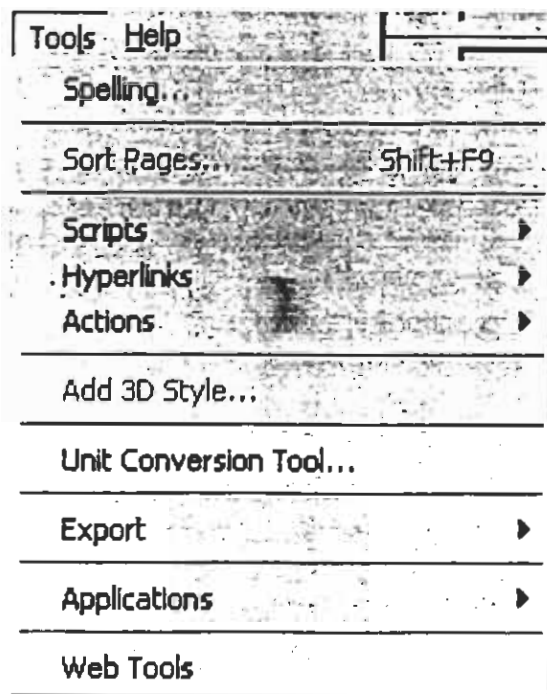 Tools Help
Spelling...
Sort Pages... Shift+F9
Scripts
Hyperlinks
Actions
Add 3D Style...
Unit Conversion Tool...
Export
Applications
Web Tools